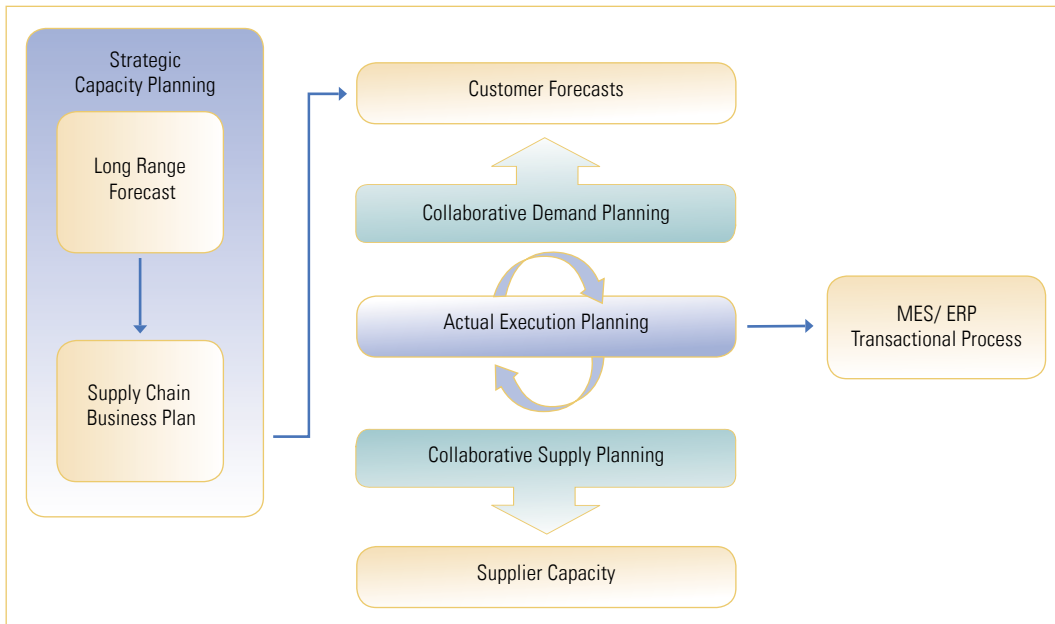 Strategic
Capacity Planning
Long Range
Forecast
Supply Chain
Business Plan
Customer Forecasts
Collaborative Demand Planning
Actual Execution Planning
Collaborative Supply Planning
Supplier Capacity
MES/ ERP
Transactional Process